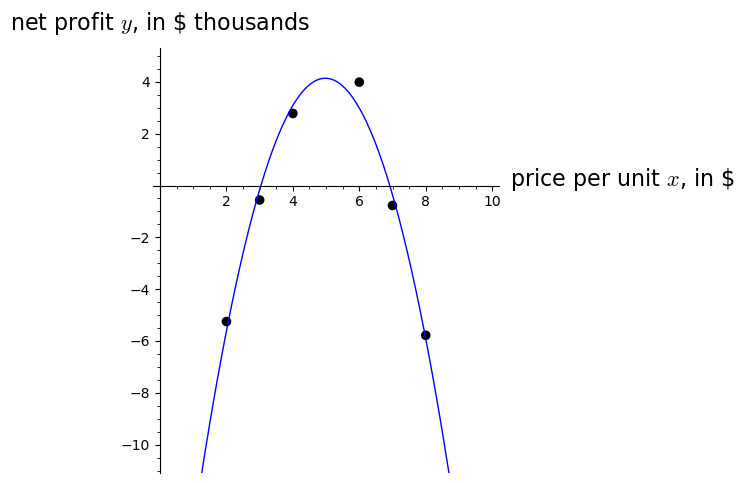 net profit y, in $ thousands
4
2
price per unit x, in $
2 4 6 8 10
−2
−4
−6
−8
−10